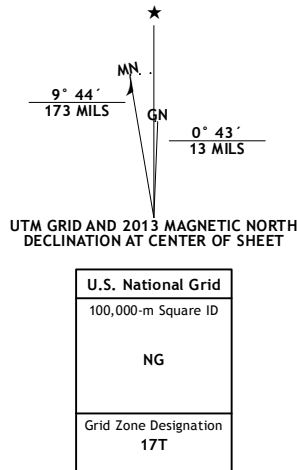 ★
MN
9° 44´
173 MILS
GN
0° 43´
13 MILS
UTM GRID AND 2013 MAGNETIC NORTH
DECLINATION AT CENTER OF SHEET
U.S. National Grid
100,000-m Square ID
NG
Grid Zone Designation
17T